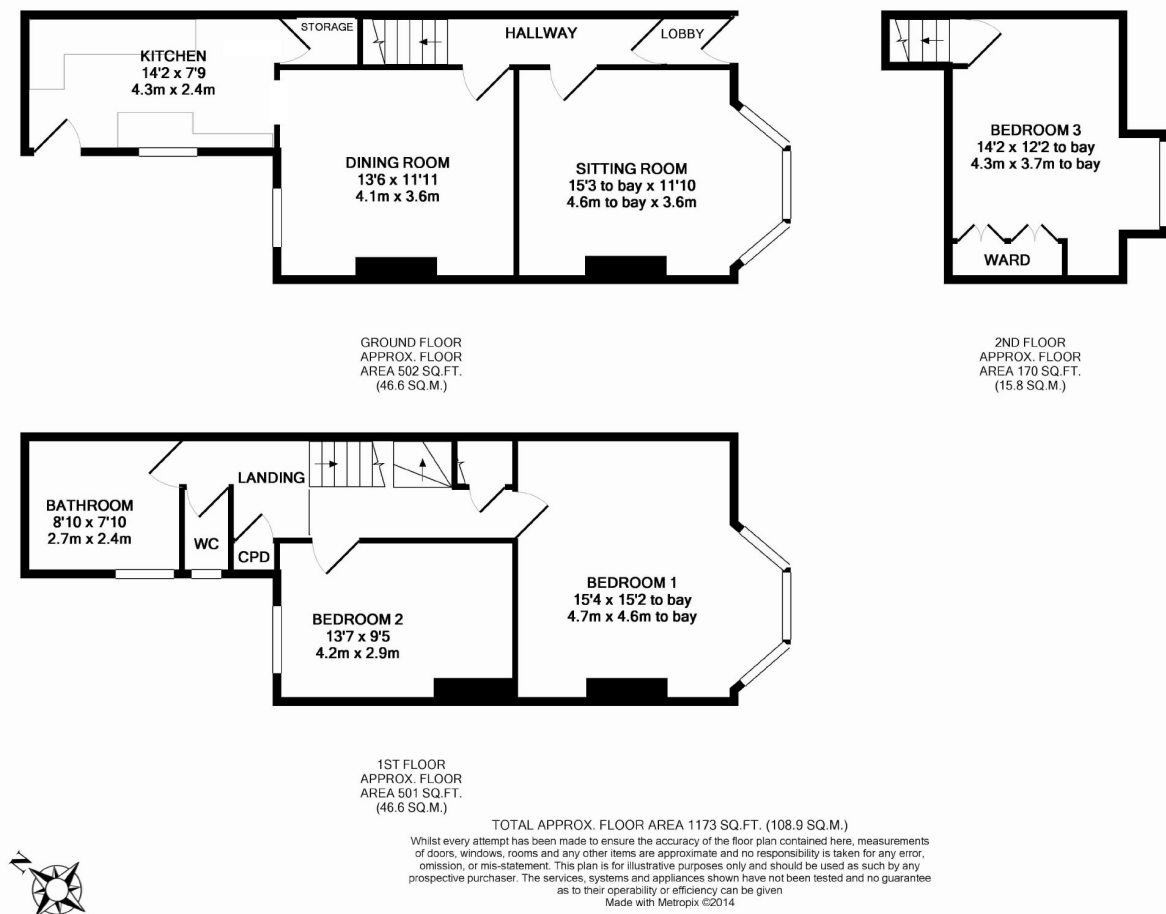 STORAGE
HALLWAY
LOBBY
KITCHEN
14'2 x 7'9
4.3m x 2.4m
DINING ROOM
13'6 x 11'11
4.1m x 3.6m
SITTING ROOM
15'3 to bay x 11'10
4.6m to bay x 3.6m
BEDROOM 3
14'2 x 12'2 to bay
4.3m x 3.7m to bay
WARD
GROUND FLOOR
APPROX. FLOOR
AREA 502 SQ.FT.
(46.6 SQ.M.)
2ND FLOOR
APPROX. FLOOR
AREA 170 SQ.FT.
(15.8 SQ.M.)
LANDING
BATHROOM
8'10 x 7'10
2.7m x 2.4m
WC
CPD
BEDROOM 2
13'7 x 9'5
4.2m x 2.9m
BEDROOM 1
15'4 x 15'2 to bay
4.7m x 4.6m to bay
1ST FLOOR
APPROX. FLOOR
AREA 501 SQ.FT.
(46.6 SQ.M.)
TOTAL APPROX. FLOOR AREA 1173 SQ.FT. (108.9 SQ.M.)
Whilst every attempt has been made to ensure the accuracy of the floor plan contained here, measurements
of doors, windows, rooms and any other items are approximate and no responsibility is taken for any error,
omission, or mis-statement. This plan is for illustrative purposes only and should be used as such by any
prospective purchaser. The services, systems and appliances shown have not been tested and no guarantee
as to their operability or efficiency can be given
Made with Metropix ©2014
N